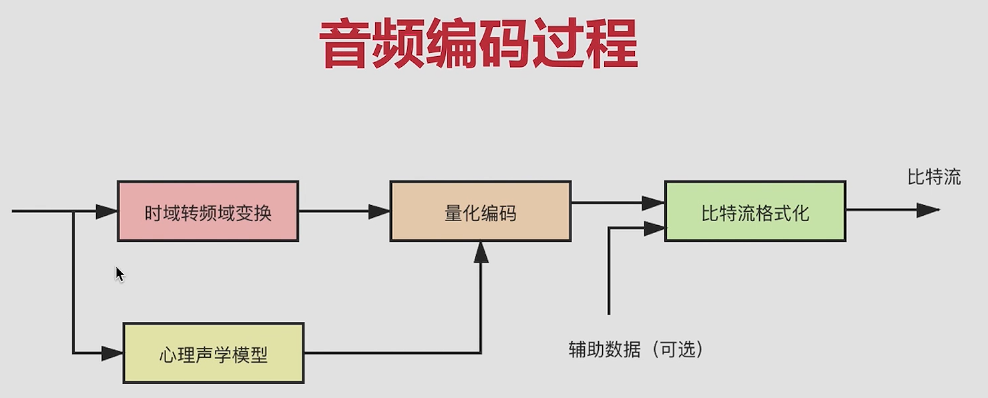 音频编码过程
比特流
时域转频域变换
量化编码
比特流格式化
心理声学模型
辅助数据（可选）